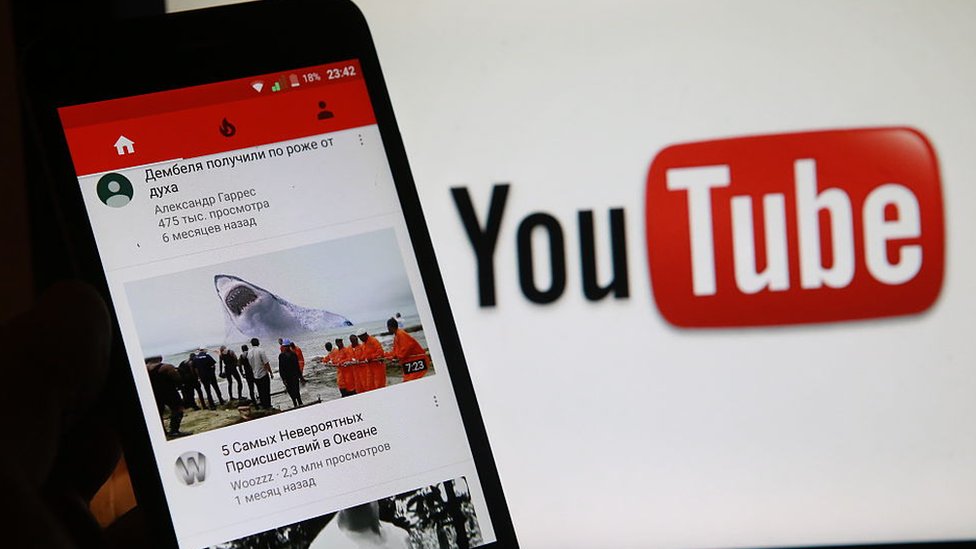 18% 23:42
Дембеля получили по роже от
духа
Александр Гаррес
475 тыс. просмотра
6 месяцев назад
7:23
5 Самых Невероятных
Происшествий в Океане
W
Woozzz · 2,3 млн просмотров
1 месяц назад
YouTube